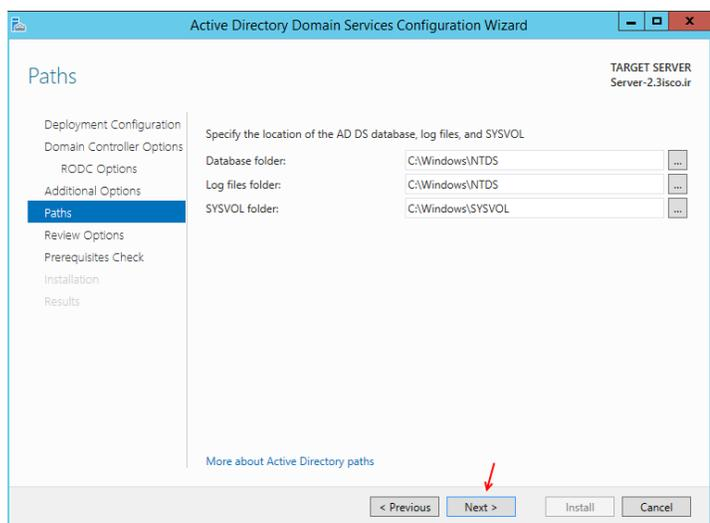 Active Directory Domain Services Configuration Wizard
Paths
TARGET SERVER
Server-2.3isco.ir
Deployment Configuration
Domain Controller Options
RODC Options
Additional Options
Paths
Review Options
Prerequisites Check
Installation
Results
Specify the location of the AD DS database, log files, and SYSVOL
Database folder: C:\Windows\NTDS ...
Log files folder: C:\Windows\NTDS ...
SYSVOL folder: C:\Windows\SYSVOL ...
More about Active Directory paths
< Previous Next > Install Cancel